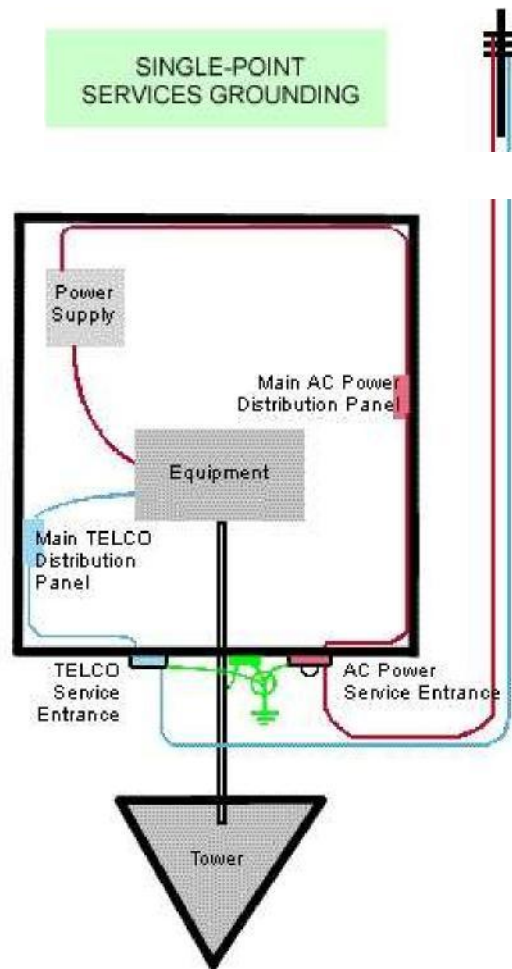 SINGLE-POINT
SERVICES GROUNDING
Power
Supply
Main AC Power
Distribution Panel
Equipment
Main TELCO
Distribution
Panel
TELCO
Service
Entrance
AC Power
Service Entrance
Tower